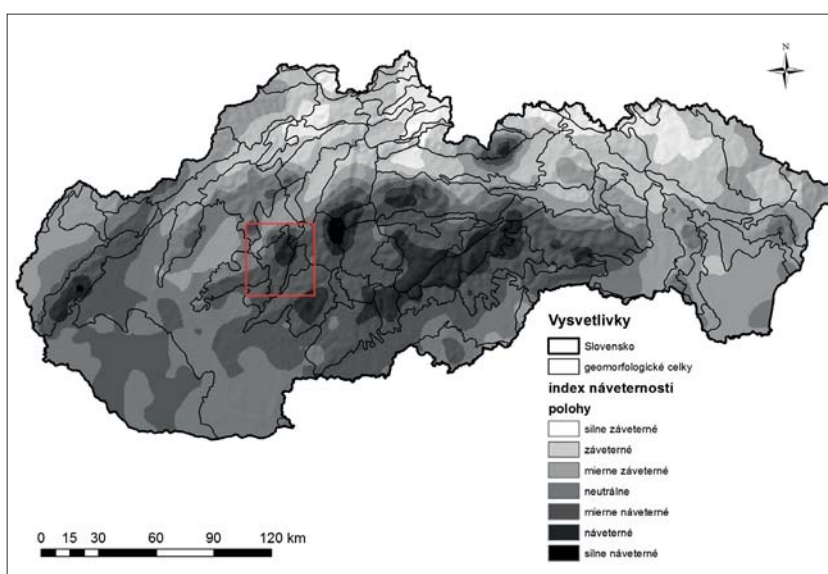 N
Vysvetlivky
Slovensko
geomorfologické celky
index náveternosti
polohy
silne záveterné
záveterné
mierne záveterné
neutrálne
mierne náveterné
náveterné
silne náveterné
0 15 30 60 90 120 km